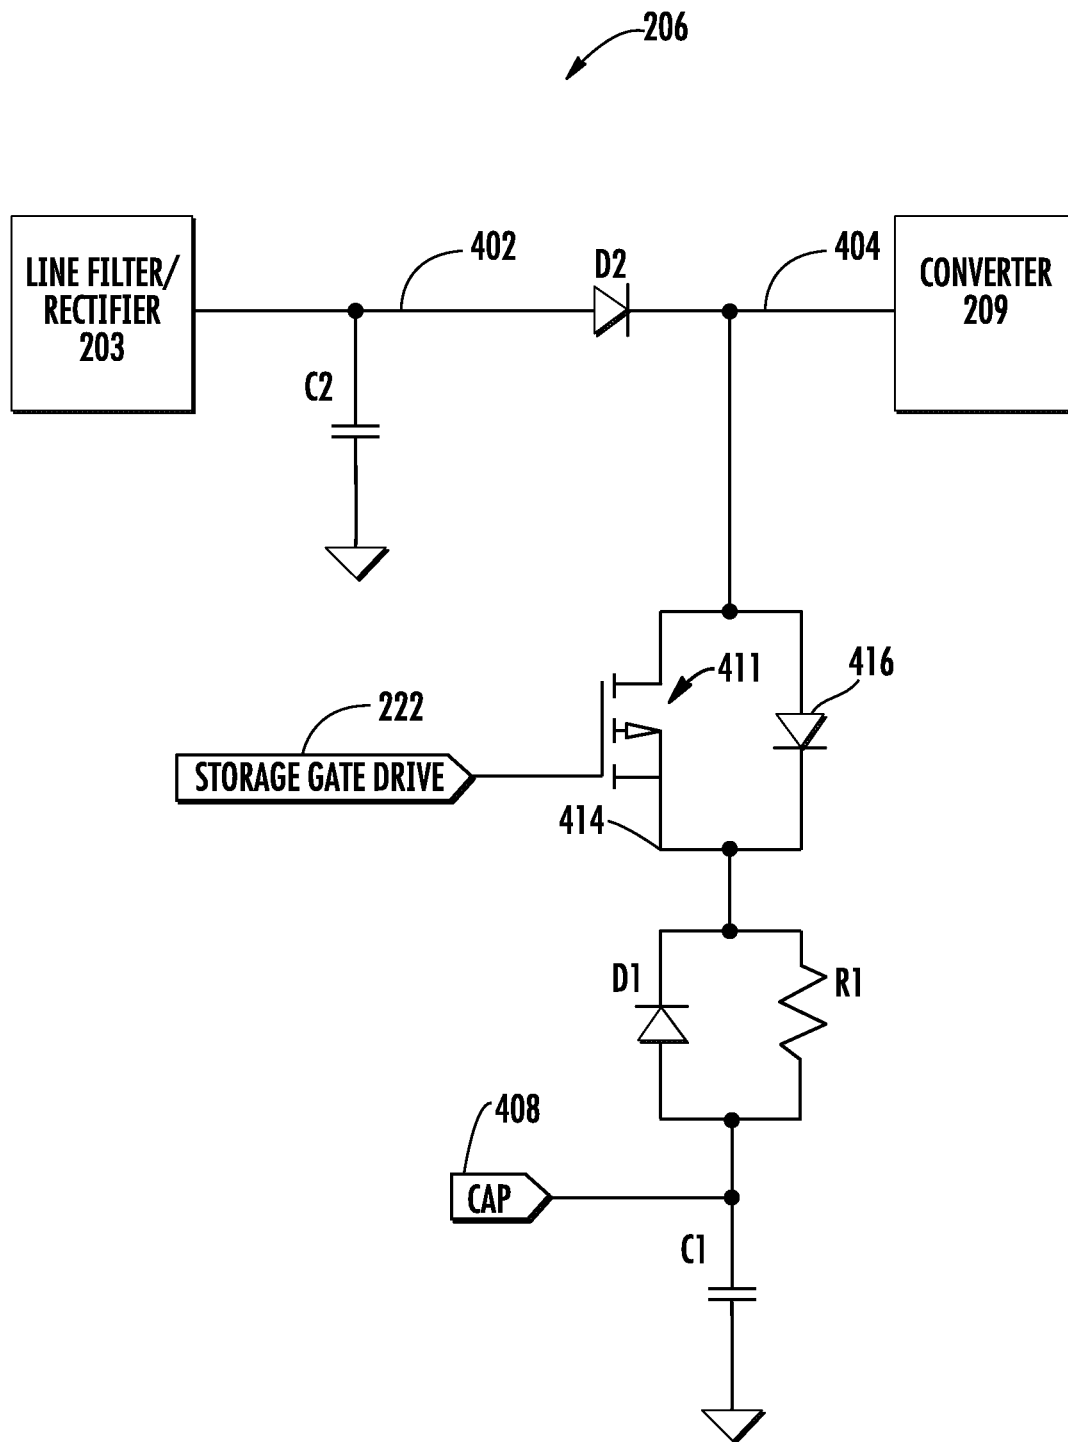 206
402
D2
404
LINE FILTER/
RECTIFIER
203
CONVERTER
209
C2
411
416
222
STORAGE GATE DRIVE
414
D1
R1
408
CAP
C1